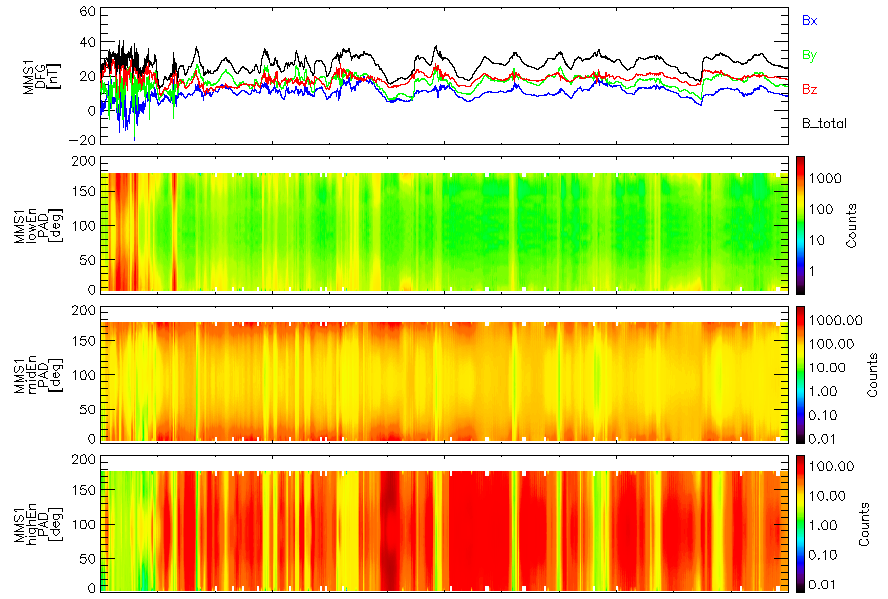 60
40
20
0
−20
MMS1
DFG
[nT]
Bx
By
Bz
B_total
200
150
100
50
0
MMS1
lowEn
PAD
[deg]
1000
100
10
1
Counts
200
150
100
50
0
MMS1
midEn
PAD
[deg]
1000.00
100.00
10.00
1.00
0.10
0.01
Counts
200
150
100
50
0
MMS1
highEn
PAD
[deg]
100.00
10.00
1.00
0.10
0.01
Counts